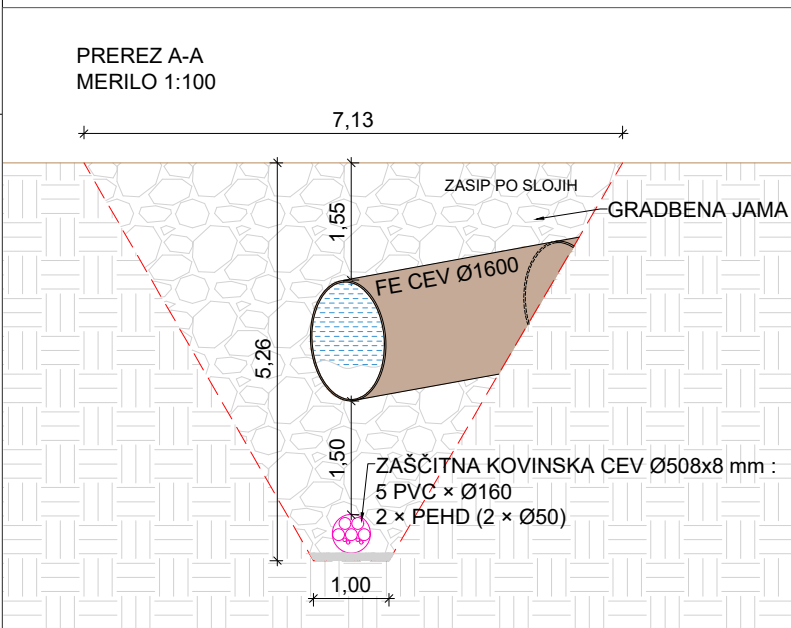 PREREZ A-A
MERILO 1:100
7,13
ZASIP PO SLOJIH
GRADBENA JAMA
1,55
FE CEV Ø1600
5,26
1,50
ZAŠČITNA KOVINSKA CEV Ø508x8 mm :
5 PVC × Ø160
2 × PEHD (2 × Ø50)
1,00